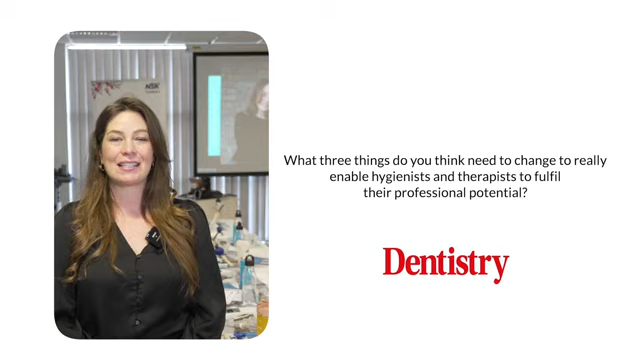 NSK
What three things do you think need to change to really
enable hygienists and therapists to fulfil
their professional potential?
Dentistry